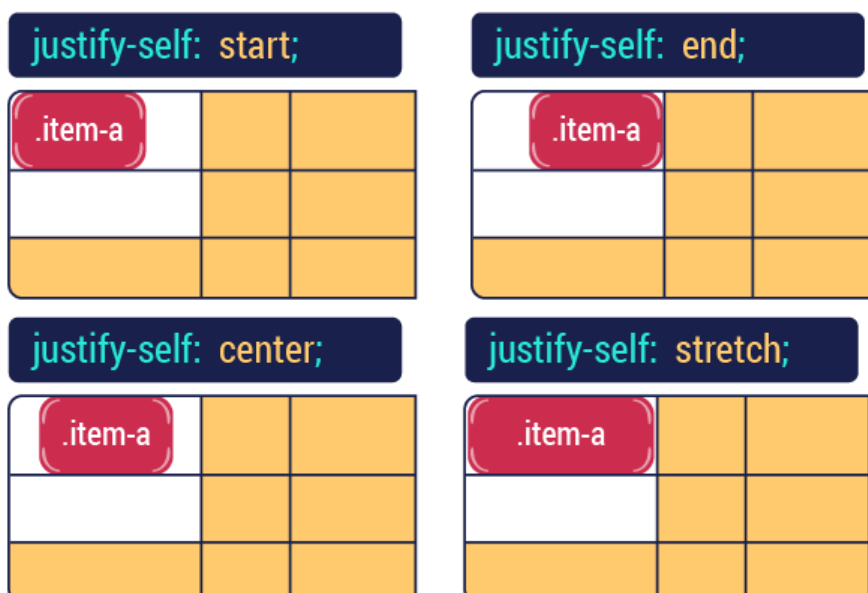 justify-self: start;
justify-self: end;
.item-a
.item-a
justify-self: center;
justify-self: stretch;
.item-a
.item-a